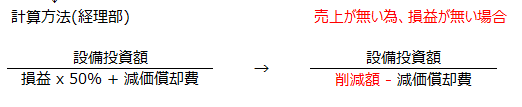 計算方法(経理部)
売上が無い為、損益が無い場合
設備投資額
損益 x 50% + 減価償却費
→
設備投資額
削減額 - 減価償却費